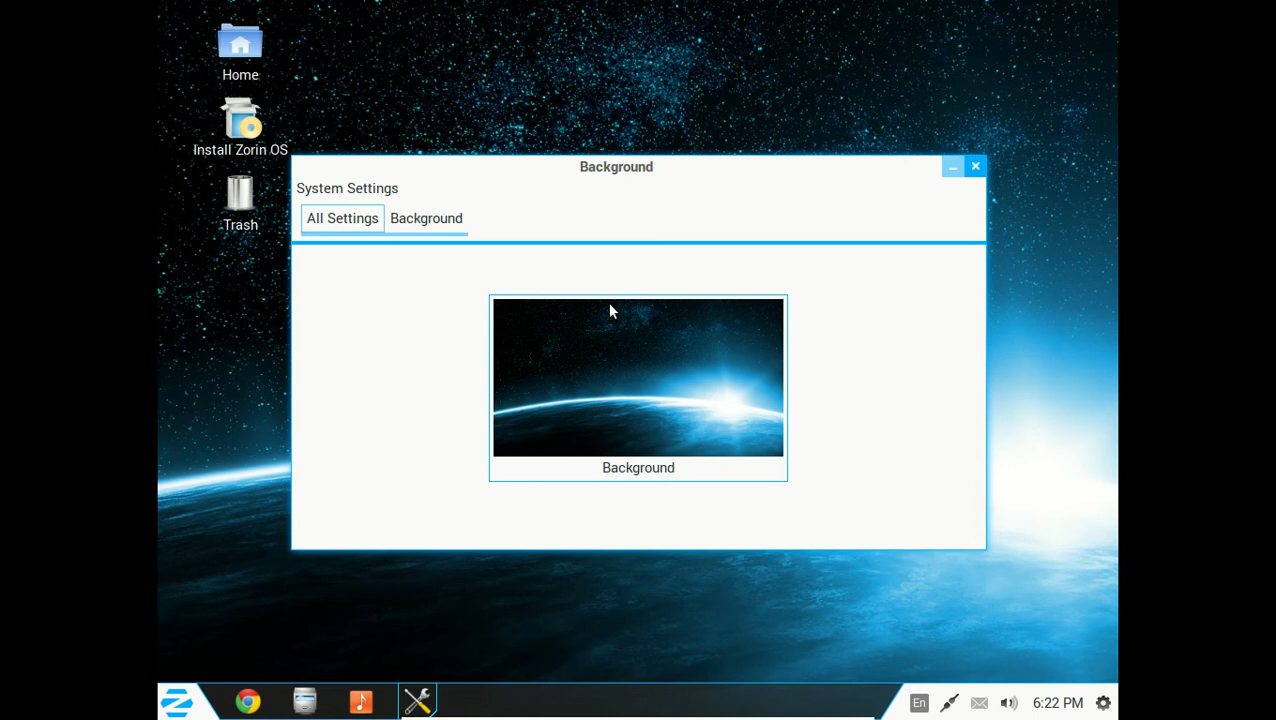 Home
Install Zorin OS
Trash
Background
System Settings
All Settings Background
Background
En 6:22 PM